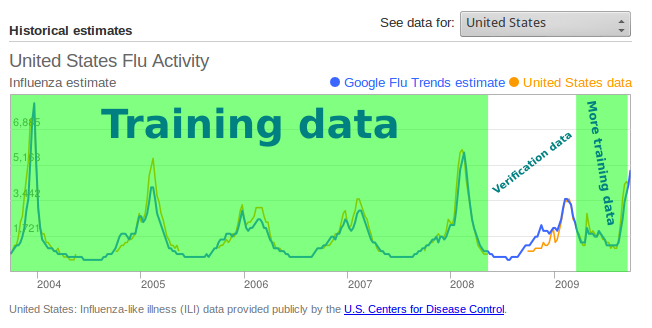 See data for: United States
Historical estimates
United States Flu Activity
Influenza estimate
Google Flu Trends estimate United States data
Training data
Verification data
More training data
6,885
5,163
3,442
1,721
2004 2005 2006 2007 2008 2009
United States: Influenza-like illness (ILI) data provided publicly by the U.S. Centers for Disease Control.